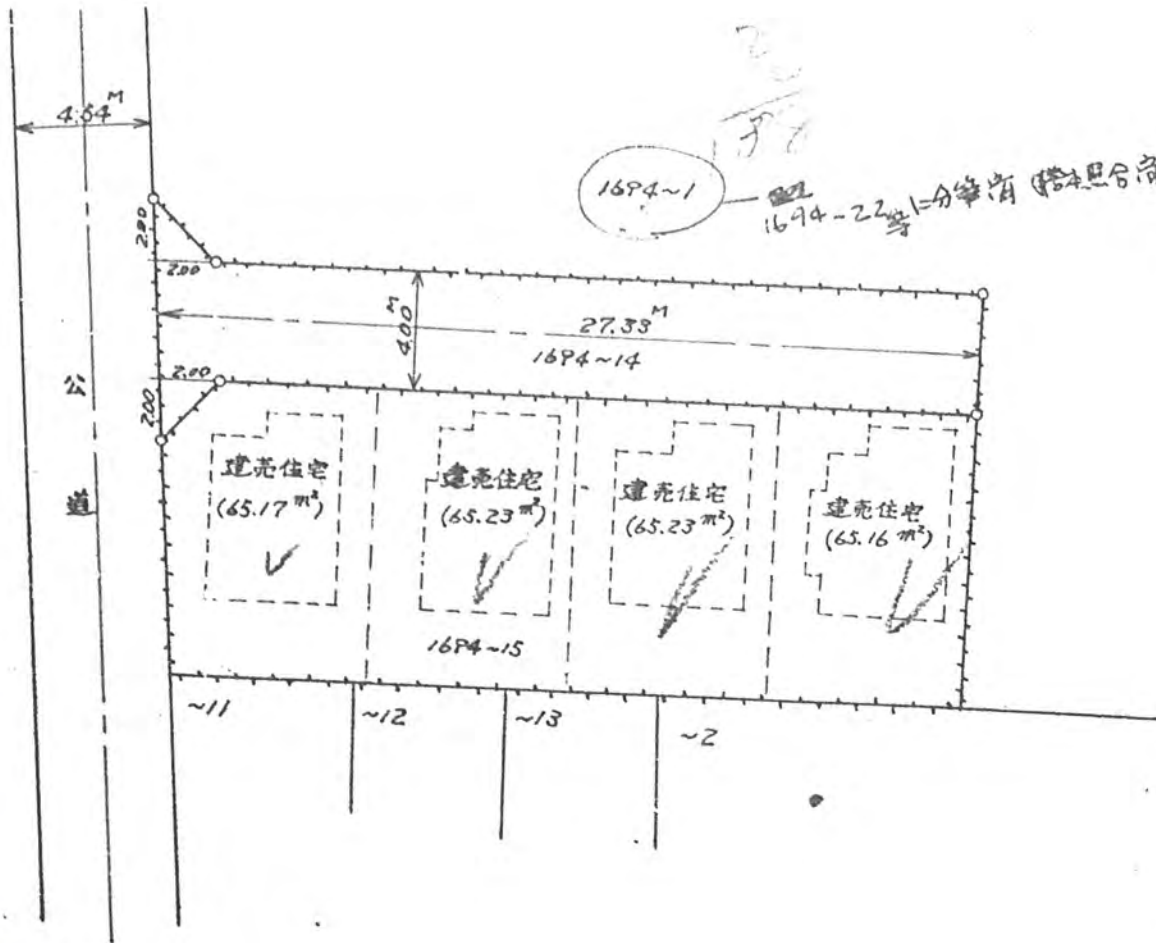 4.54M
1694~1
1694-22等に分筆済
2.00
2.00
27.33M
4.00M
1694~14
2.00
2.00
公道
建売住宅
(65.17㎡)
建売住宅
(65.23㎡)
建売住宅
(65.23㎡)
建売住宅
(65.16㎡)
1694~15
~11
~12
~13
~2